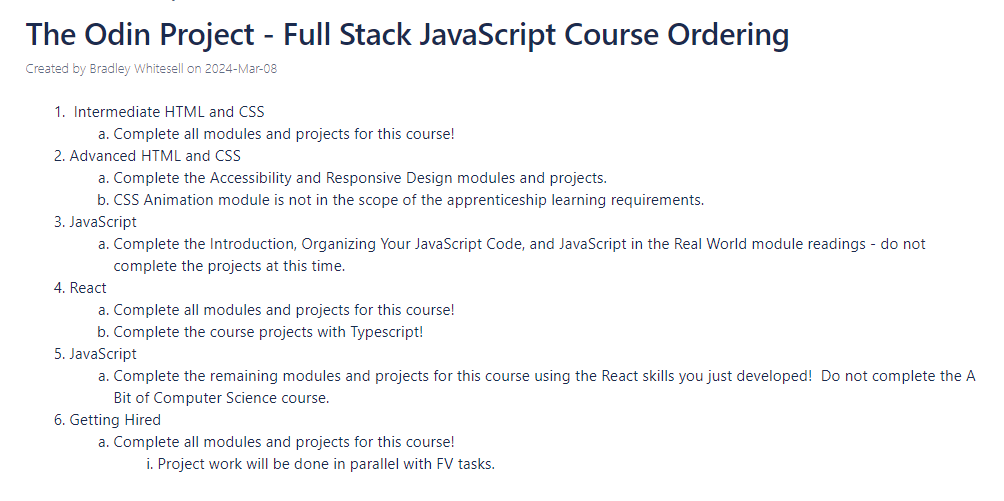 The Odin Project - Full Stack JavaScript Course Ordering
Created by Bradley Whitesell on 2024-Mar-08
1. Intermediate HTML and CSS
a. Complete all modules and projects for this course!
2. Advanced HTML and CSS
a. Complete the Accessibility and Responsive Design modules and projects.
b. CSS Animation module is not in the scope of the apprenticeship learning requirements.
3. JavaScript
a. Complete the Introduction, Organizing Your JavaScript Code, and JavaScript in the Real World module readings - do not
complete the projects at this time.
4. React
a. Complete all modules and projects for this course!
b. Complete the course projects with Typescript!
5. JavaScript
a. Complete the remaining modules and projects for this course using the React skills you just developed!  Do not complete the A
Bit of Computer Science course.
6. Getting Hired
a. Complete all modules and projects for this course!
i. Project work will be done in parallel with FV tasks.